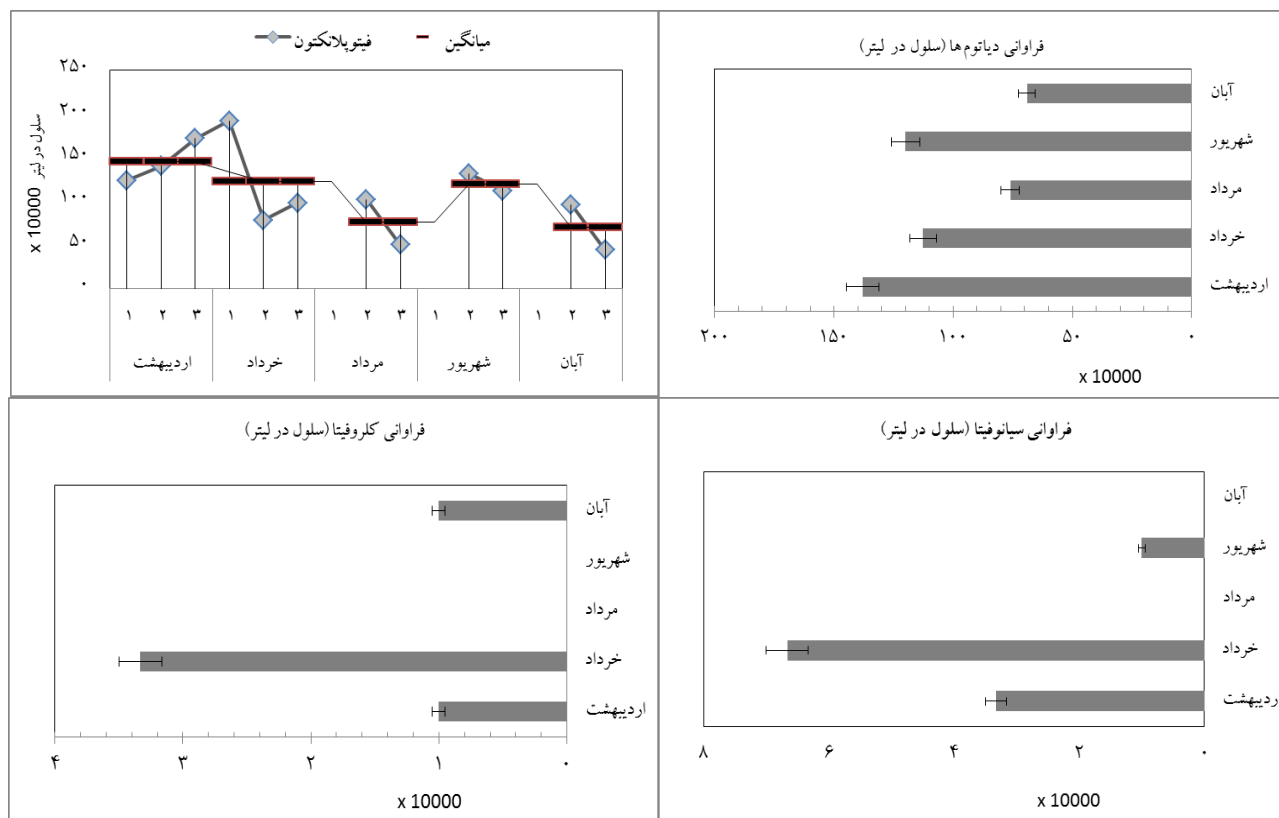 فیتوپلانکتون میانگین
سلول در لیتر
x 10000
۲۵۰
۲۰۰
۱۵۰
۱۰۰
۵۰
۰
۱ ۲ ۳ ۱ ۲ ۳ ۱ ۲ ۳ ۱ ۲ ۳ ۱ ۲ ۳
اردیبهشت خرداد مرداد شهریور آبان
فراوانی دیاتوم ها (سلول در لیتر)
آبان
شهریور
مرداد
خرداد
اردیبهشت
۲۰۰ ۱۵۰ ۱۰۰ ۵۰ ۰
x 10000
فراوانی کلروفیتا (سلول در لیتر)
آبان
شهریور
مرداد
خرداد
اردیبهشت
۴ ۳ ۲ ۱ ۰
x 10000
فراوانی سیانوفیتا (سلول در لیتر)
آبان
شهریور
مرداد
خرداد
ردیبهشت
۸ ۶ ۴ ۲ ۰
x 10000